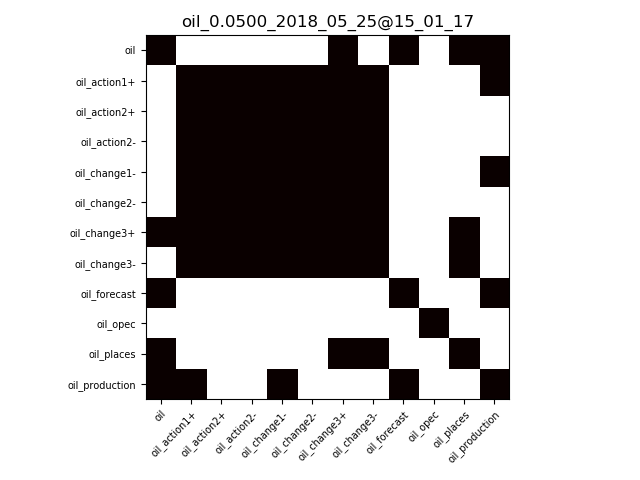 oil_0.0500_2018_05_25@15_01_17
oil
oil_action1+
oil_action2+
oil_action2-
oil_change1-
oil_change2-
oil_change3+
oil_change3-
oil_forecast
oil_opec
oil_places
oil_production
oil
oil_action1+
oil_action2+
oil_action2-
oil_change1-
oil_change2-
oil_change3+
oil_change3-
oil_forecast
oil_opec
oil_places
oil_production